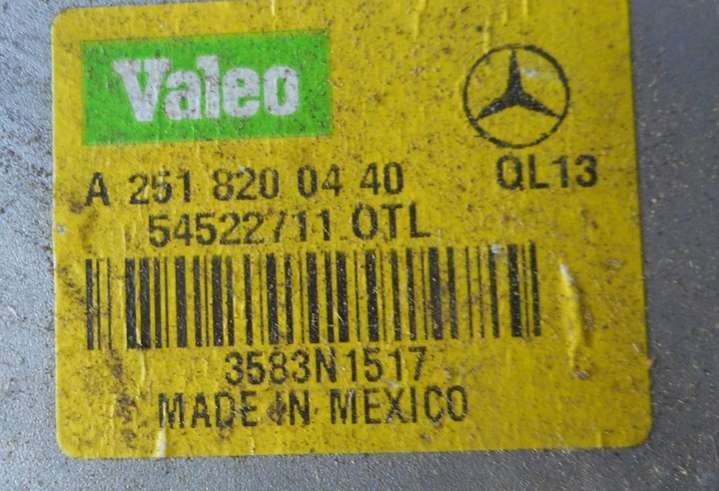 Valeo
A 251 820 04 40 QL13
54522711 OTL
3583N1517
MADE IN MEXICO